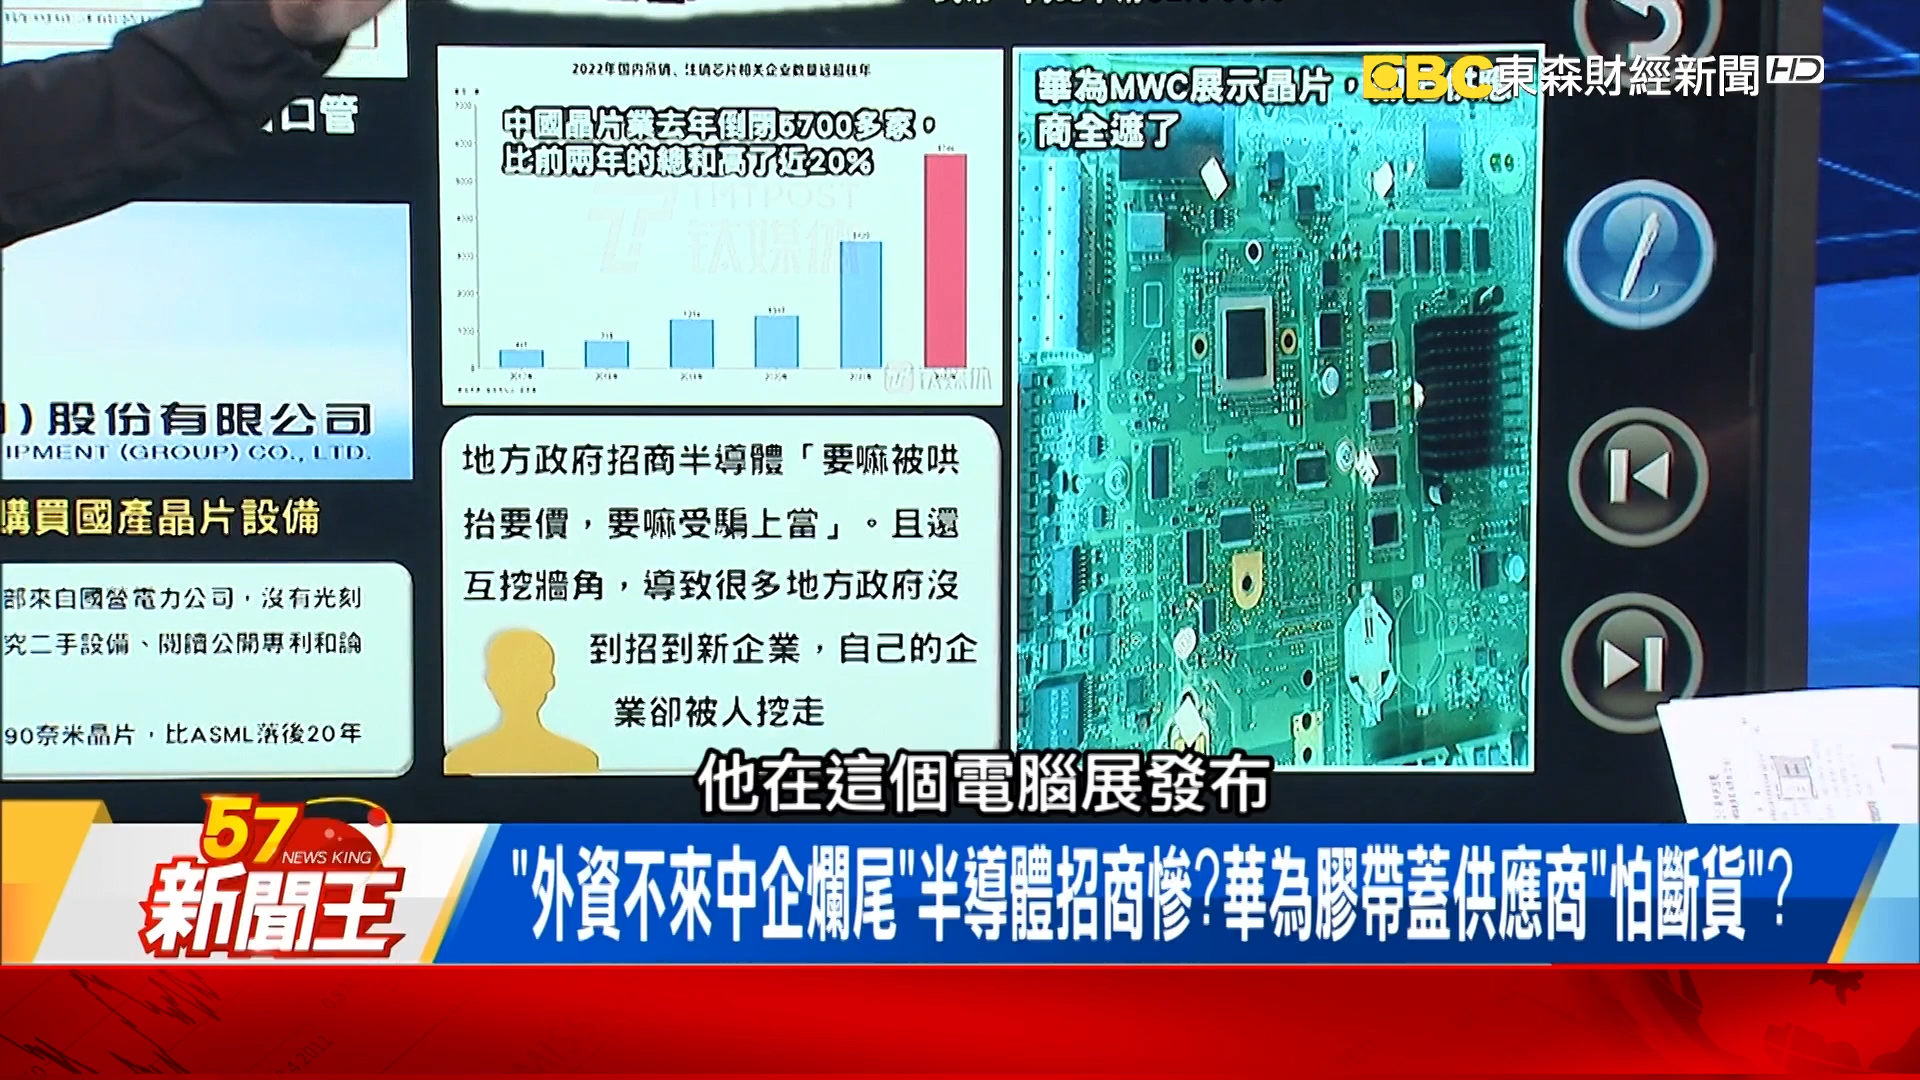 口管
)股份有限公司
IPMENT (GROUP) CO., LTD.
購買國產晶片設備
部來自國營電力公司，沒有光刻
究二手設備、閱讀公開專利和論
90奈米晶片，比ASML落後20年
2022年国内吊销、注销芯片相关企业数量远超往年
中國晶片業去年倒閉5700多家，
比前兩年的總和高了近20%
TMTPOST
钛媒体
钛媒体
地方政府招商半導體「要嘛被哄
抬要價，要嘛受騙上當」。且還
互挖牆角，導致很多地方政府沒
到招到新企業，自己的企
業卻被人挖走
華為MWC展示晶片，
商全遮了
EBC東森財經新聞HD
他在這個電腦展發布
57
NEWS KING
新聞王
"外資不來中企爛尾"半導體招商慘?華為膠帶蓋供應商"怕斷貨"?